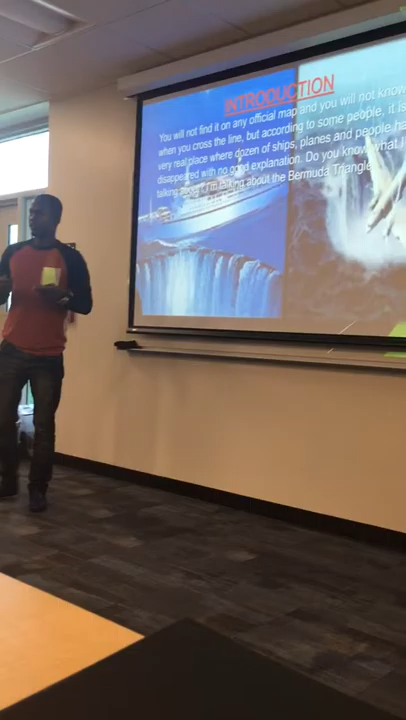 INTRODUCTION
You will not find it on any official map and you will not know
when you cross the line, but according to some people, it is
very real place where dozen of ships, planes and people ha
disappeared with no good explanation. Do you know what I
talking about? I'm talking about the Bermuda Triangle